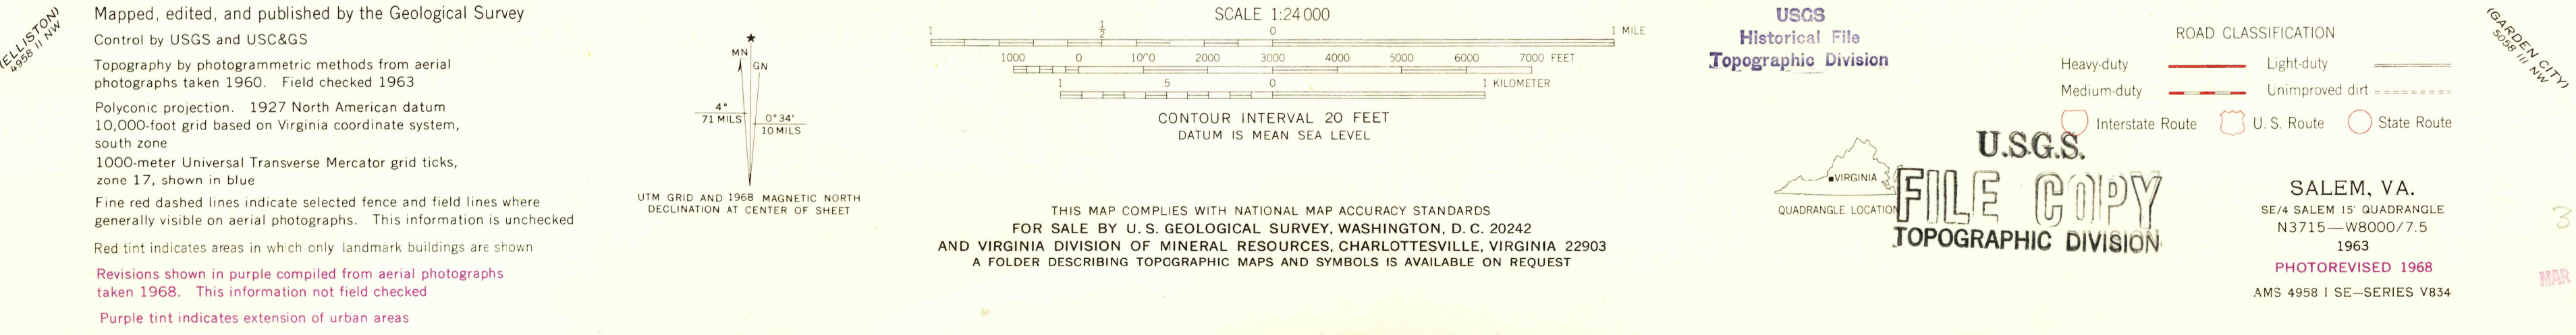 (ELLISTON)
4958 II NW
Mapped, edited, and published by the Geological Survey
Control by USGS and USC&GS
Topography by photogrammetric methods from aerial
photographs taken 1960. Field checked 1963
Polyconic projection. 1927 North American datum
10,000-foot grid based on Virginia coordinate system,
south zone
1000-meter Universal Transverse Mercator grid ticks,
zone 17, shown in blue
Fine red dashed lines indicate selected fence and field lines where
generally visible on aerial photographs. This information is unchecked
Red tint indicates areas in which only landmark buildings are shown
Revisions shown in purple compiled from aerial photographs
taken 1968. This information not field checked
Purple tint indicates extension of urban areas
MN
GN
4°
71 MILS
0°34'
10 MILS
UTM GRID AND 1968 MAGNETIC NORTH
DECLINATION AT CENTER OF SHEET
SCALE 1:24000
1 ½ 0 1 MILE
1000 0 1000 2000 3000 4000 5000 6000 7000 FEET
1 .5 0 1 KILOMETER
CONTOUR INTERVAL 20 FEET
DATUM IS MEAN SEA LEVEL
THIS MAP COMPLIES WITH NATIONAL MAP ACCURACY STANDARDS
FOR SALE BY U. S. GEOLOGICAL SURVEY, WASHINGTON, D. C. 20242
AND VIRGINIA DIVISION OF MINERAL RESOURCES, CHARLOTTESVILLE, VIRGINIA 22903
A FOLDER DESCRIBING TOPOGRAPHIC MAPS AND SYMBOLS IS AVAILABLE ON REQUEST
USGS
Historical File
Topographic Division
VIRGINIA
QUADRANGLE LOCATION
U.S.G.S.
FILE COPY
TOPOGRAPHIC DIVISION
ROAD CLASSIFICATION
Heavy-duty Light-duty
Medium-duty Unimproved dirt
Interstate Route U. S. Route State Route
(GARDEN CITY)
5058 III NW
SALEM, VA.
SE/4 SALEM 15' QUADRANGLE
N3715—W8000/7.5
1963
PHOTOREVISED 1968
AMS 4958 I SE—SERIES V834
3
MAR